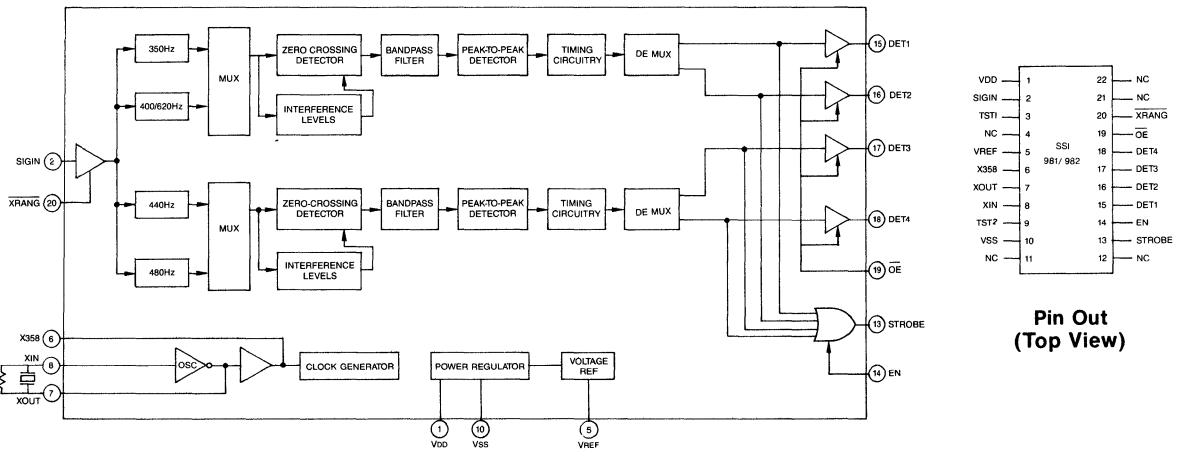 350Hz
400/620Hz
MUX
ZERO CROSSING
DETECTOR
INTERFERENCE
LEVELS
BANDPASS
FILTER
PEAK-TO-PEAK
DETECTOR
TIMING
CIRCUITRY
DE MUX
15 DET1
16 DET2
17 DET3
18 DET4
19 OE
13 STROBE
14 EN
SIGIN 2
XRANG 20
440Hz
480Hz
MUX
ZERO-CROSSING
DETECTOR
INTERFERENCE
LEVELS
BANDPASS
FILTER
PEAK-TO-PEAK
DETECTOR
TIMING
CIRCUITRY
DE MUX
X358 6
XIN 8
XOUT 7
OSC
CLOCK GENERATOR
POWER REGULATOR
VOLTAGE
REF
1
VDD
10
VSS
5
VREF
VDD 1 22 NC
SIGIN 2 21 NC
TSTI 3 20 XRANG
NC 4 19 OE
VREF 5 18 DET4
X358 6 17 DET3
XOUT 7 16 DET2
XIN 8 15 DET1
TST2 9 14 EN
VSS 10 13 STROBE
NC 11 12 NC
SSI
981/ 982
Pin Out
(Top View)